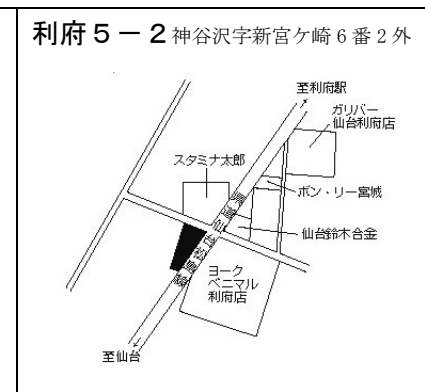 利府５－２ 神谷沢字新宮ケ崎６番２外
至利府駅
ガリバー
仙台利府店
スタミナ太郎
ボン・リー宮城
仙台鈴木合金
ヨーク
ベニマル
利府店
至仙台